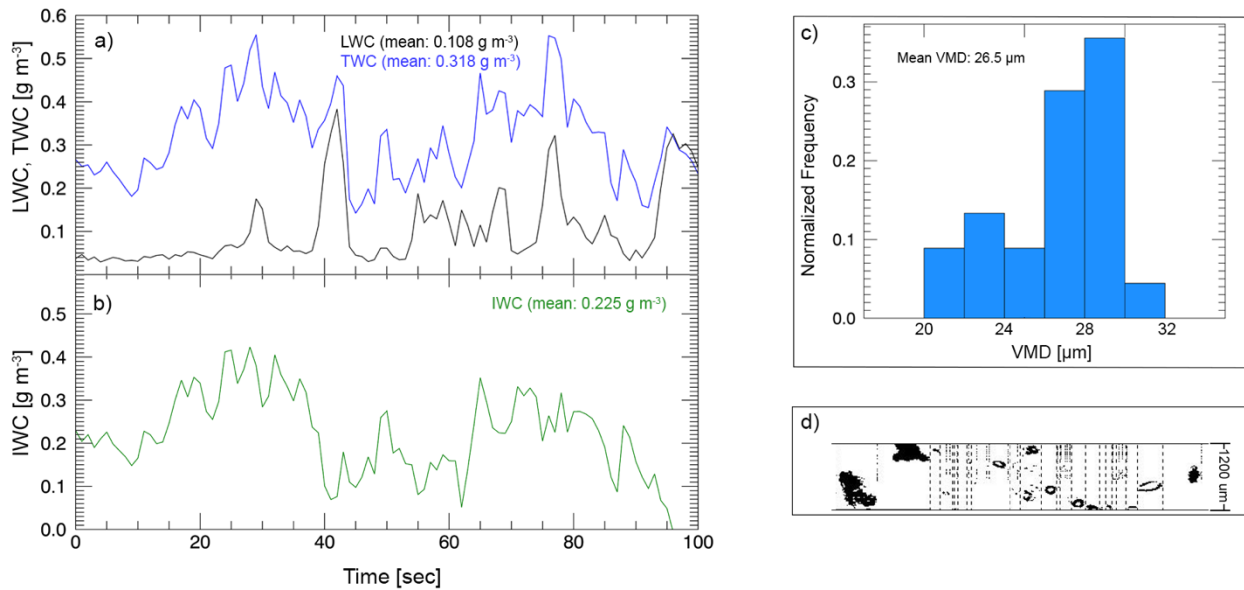 a)
LWC (mean: 0.108 g m⁻³)
TWC (mean: 0.318 g m⁻³)
LWC, TWC [g m⁻³]
0.6
0.5
0.4
0.3
0.2
0.1
b)
IWC (mean: 0.225 g m⁻³)
IWC [g m⁻³]
0.5
0.4
0.3
0.2
0.1
0.0
0 20 40 60 80 100
Time [sec]
c)
Mean VMD: 26.5 µm
Normalized Frequency
0.3
0.2
0.1
0.0
20 24 28 32
VMD [µm]
d)
1200 um